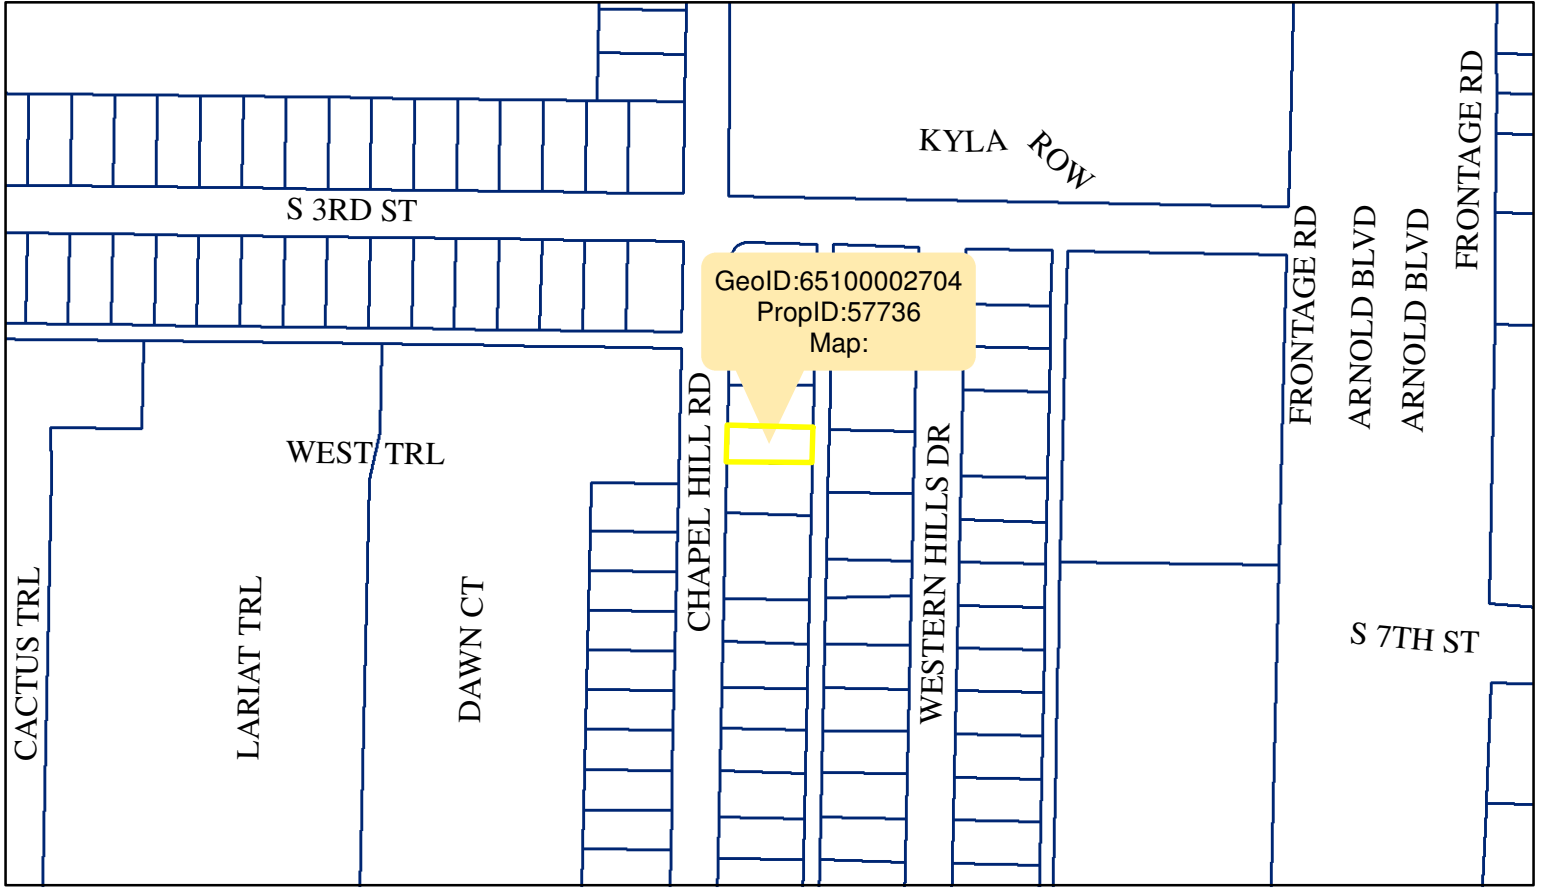 FRONTAGE RD
KYLA ROW
S 3RD ST
FRONTAGE RD
ARNOLD BLVD
ARNOLD BLVD
GeoID:65100002704
PropID:57736
Map:
CHAPEL HILL RD
WEST TRL
WESTERN HILLS DR
CACTUS TRL
LARIAT TRL
DAWN CT
S 7TH ST